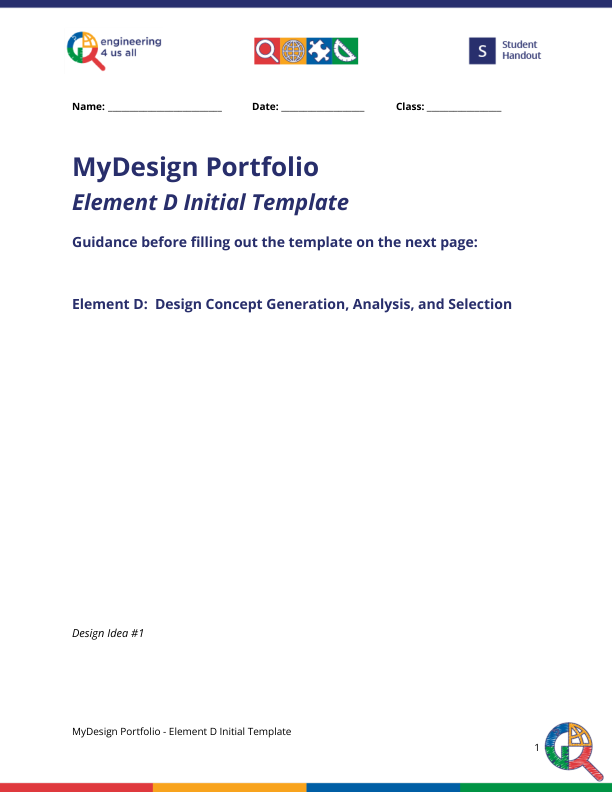 engineering
4 us all
S
Student
Handout
Name: ______________________ Date: ________________ Class: ______________
MyDesign Portfolio
Element D Initial Template
Guidance before filling out the template on the next page:
Element D:  Design Concept Generation, Analysis, and Selection
Design Idea #1
MyDesign Portfolio - Element D Initial Template
1